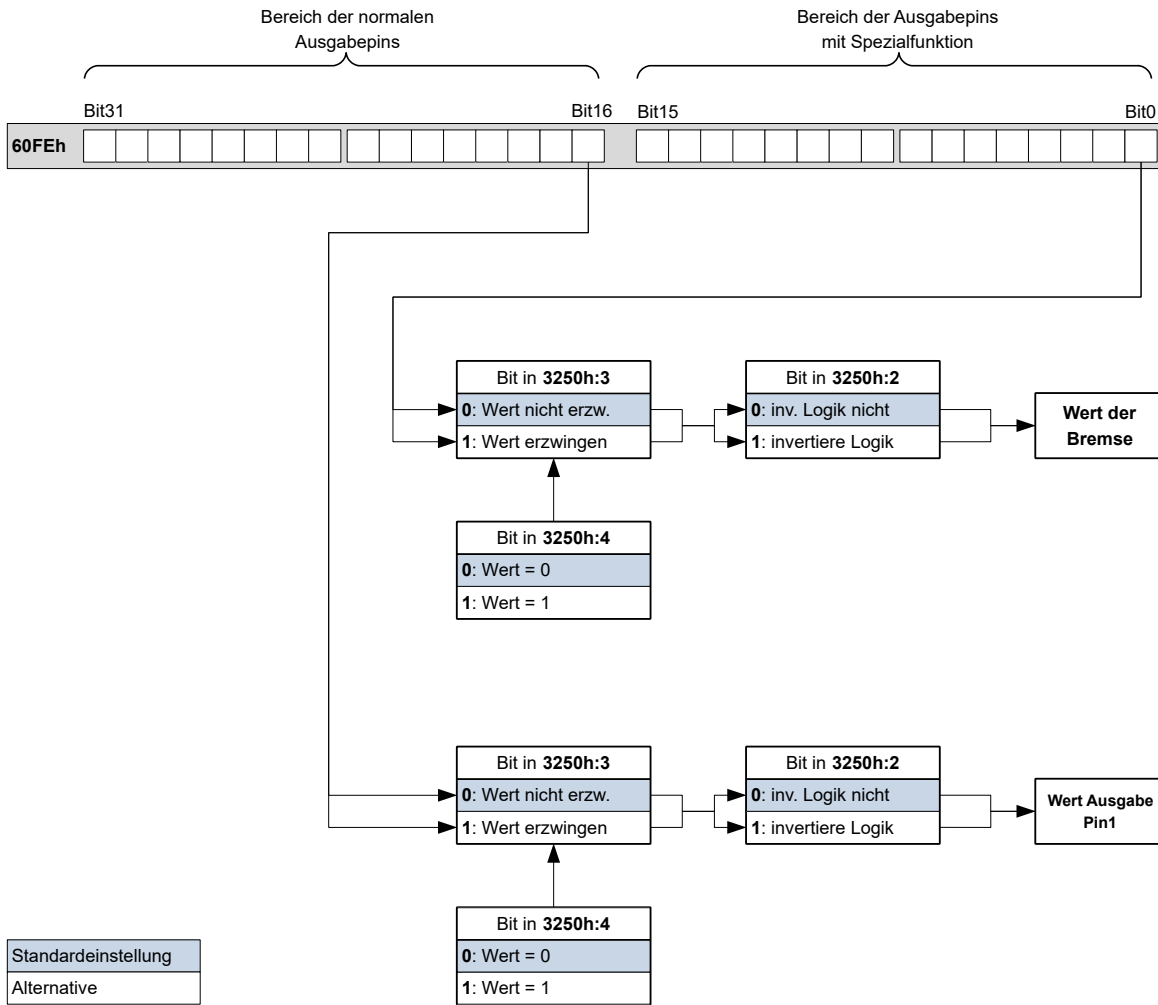 Bereich der normalen
Ausgabepins
Bereich der Ausgabepins
mit Spezialfunktion
Bit31
Bit16
Bit15
Bit0
60FEh
Bit in 3250h:3
0: Wert nicht erzw.
1: Wert erzwingen
Bit in 3250h:2
0: inv. Logik nicht
1: invertiere Logik
Wert der
Bremse
Bit in 3250h:4
0: Wert = 0
1: Wert = 1
Bit in 3250h:3
0: Wert nicht erzw.
1: Wert erzwingen
Bit in 3250h:2
0: inv. Logik nicht
1: invertiere Logik
Wert Ausgabe
Pin1
Bit in 3250h:4
0: Wert = 0
1: Wert = 1
Standardeinstellung
Alternative